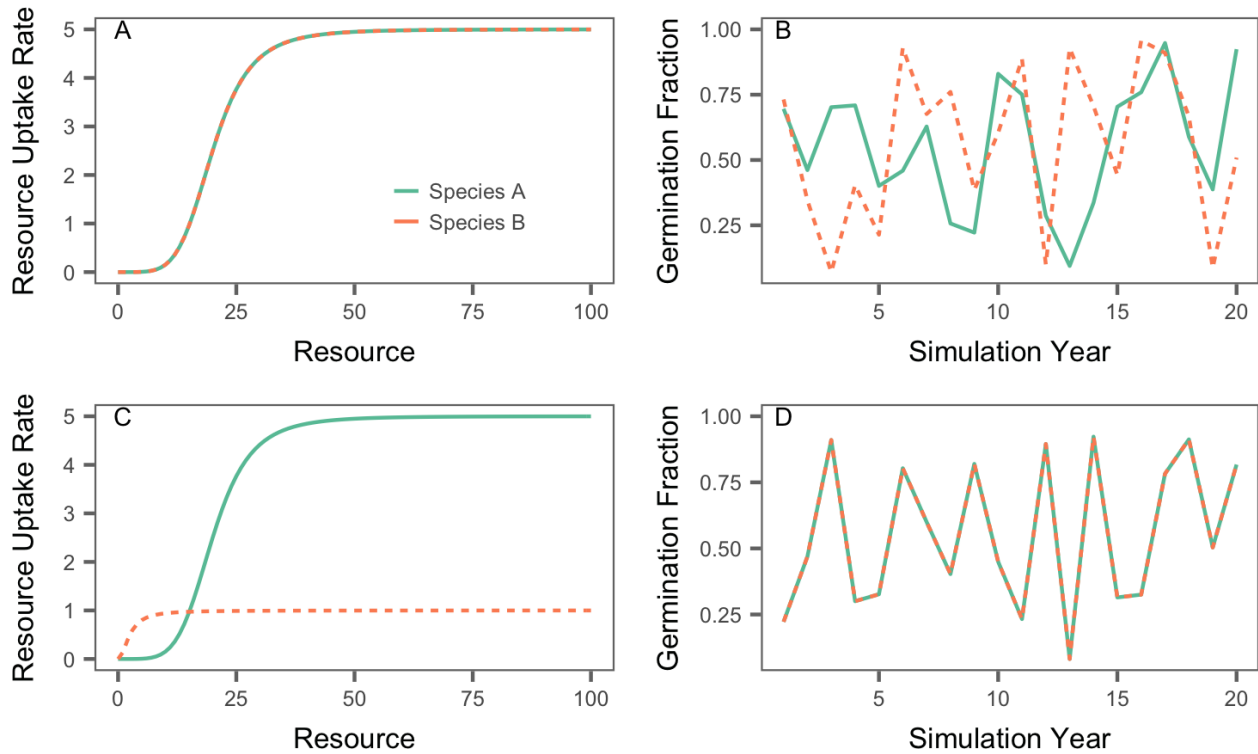 A
Resource Uptake Rate
5
4
3
2
1
0
Species A
Species B
0 25 50 75 100
Resource
B
Germination Fraction
1.00
0.75
0.50
0.25
5 10 15 20
Simulation Year
C
Resource Uptake Rate
5
4
3
2
1
0
0 25 50 75 100
Resource
D
Germination Fraction
1.00
0.75
0.50
0.25
5 10 15 20
Simulation Year